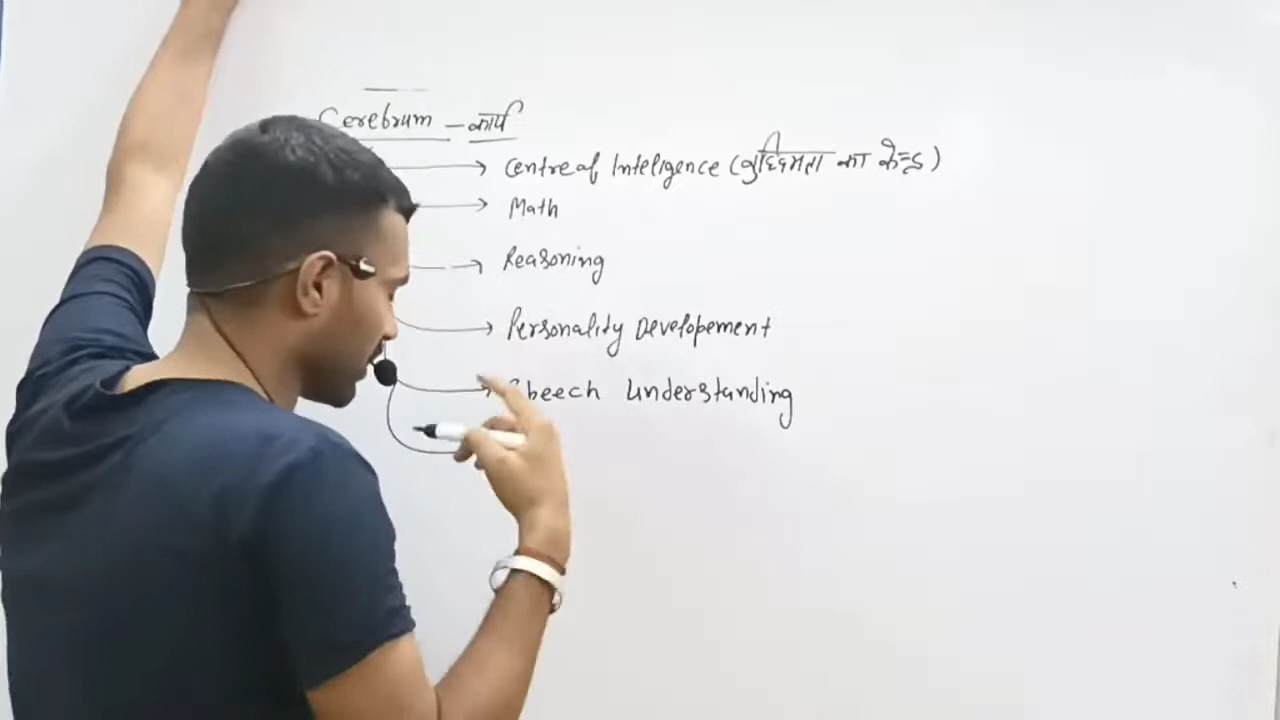 Cerebrum – कार्य
Centre of Inteligence (बुद्धिमता का केन्द्र)
Math
Reasoning
Personality Developement
Speech Understanding